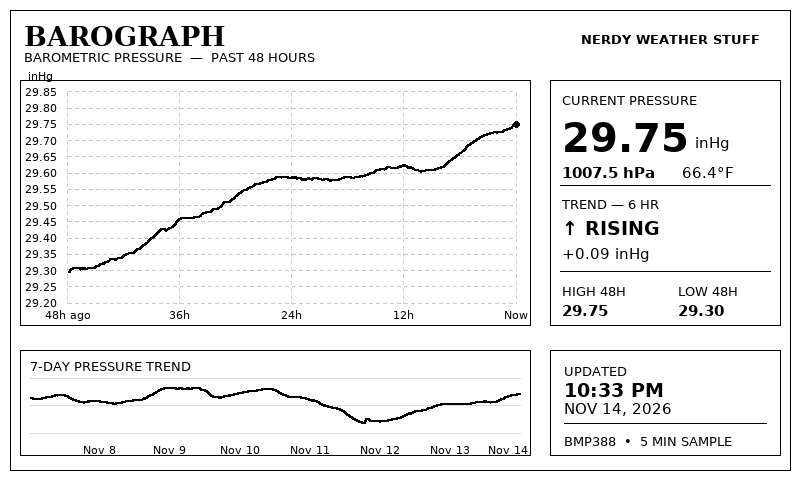 BAROGRAPH
BAROMETRIC PRESSURE — PAST 48 HOURS
NERDY WEATHER STUFF
inHg
29.85
29.80
29.75
29.70
29.65
29.60
29.55
29.50
29.45
29.40
29.35
29.30
29.25
29.20
48h ago 36h 24h 12h Now
CURRENT PRESSURE
29.75 inHg
1007.5 hPa 66.4°F
TREND — 6 HR
↑ RISING
+0.09 inHg
HIGH 48H LOW 48H
29.75 29.30
7-DAY PRESSURE TREND
Nov 8 Nov 9 Nov 10 Nov 11 Nov 12 Nov 13 Nov 14
UPDATED
10:33 PM
NOV 14, 2026
BMP388 • 5 MIN SAMPLE